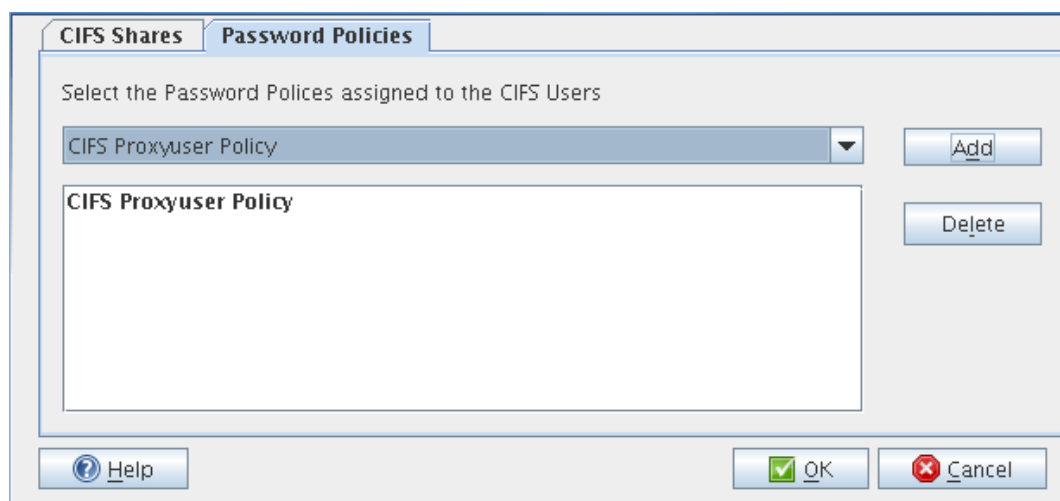 CIFS Shares Password Policies
Select the Password Polices assigned to the CIFS Users
CIFS Proxyuser Policy Add
CIFS Proxyuser Policy
Delete
Help OK Cancel